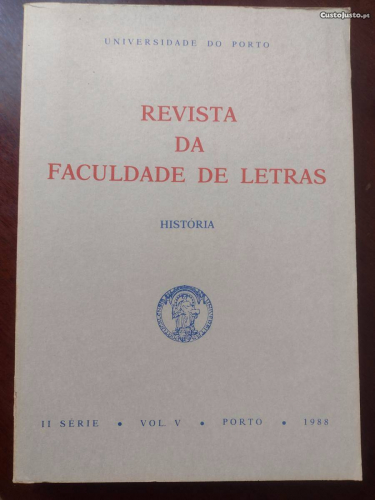 CustoJusto.pt
UNIVERSIDADE DO PORTO
REVISTA
DA
FACULDADE DE LETRAS
HISTÓRIA
II SÉRIE • VOL. V • PORTO • 1988